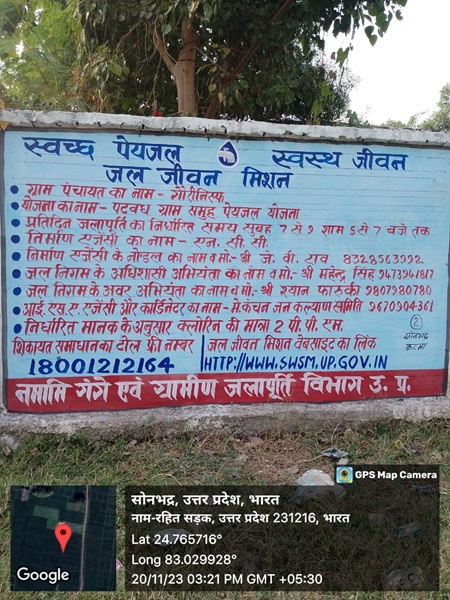 स्वच्छ पेयजल स्वस्थ जीवन
जल जीवन मिशन
• ग्राम पंचायत का नाम - गौरीनिस्फ
• योजना का नाम - पटवध ग्राम समुह पेयजल योजना
• प्रतिदिन जलापूर्ति का निर्धारित समय सुबह 7 से 9 शाम 5 से 7 बजे तक
• निर्माण एजेंसी का नाम - एन. सी. सी.
• निर्माण एजेंसी के नोडल का नाम व मो. - श्री जे. वी. राव 8328563992
• जल निगम के अधिशासी अभियंता का नाम व मो. - श्री महेन्द्र सिंह 9473941817
• जल निगम के अवर अभियंता का नाम व मो. - श्री श्यान फारुकी 9807980780
• आई. एस. ए. एजेंसी और कार्डिनेटर का नाम - मे. कंचन जन कल्याण समिति 9670904361
• निर्धारित मानक के अनुसार क्लोरिन की मात्रा 2 पी. पी. एम.
2
सोनभद्र
करमा
शिकायत समाधान का टोल फ्री नम्बर
18001212164
जल जीवन मिशन वेबसाइट का लिंक
HTTP://WWW.SWSM.UP.GOV.IN
नमामि गंगे एवं ग्रामीण जलापूर्ति विभाग उ. प्र.
GPS Map Camera
सोनभद्र, उत्तर प्रदेश, भारत
नाम-रहित सड़क, उत्तर प्रदेश 231216, भारत
Lat 24.765716°
Long 83.029928°
20/11/23 03:21 PM GMT +05:30
Google